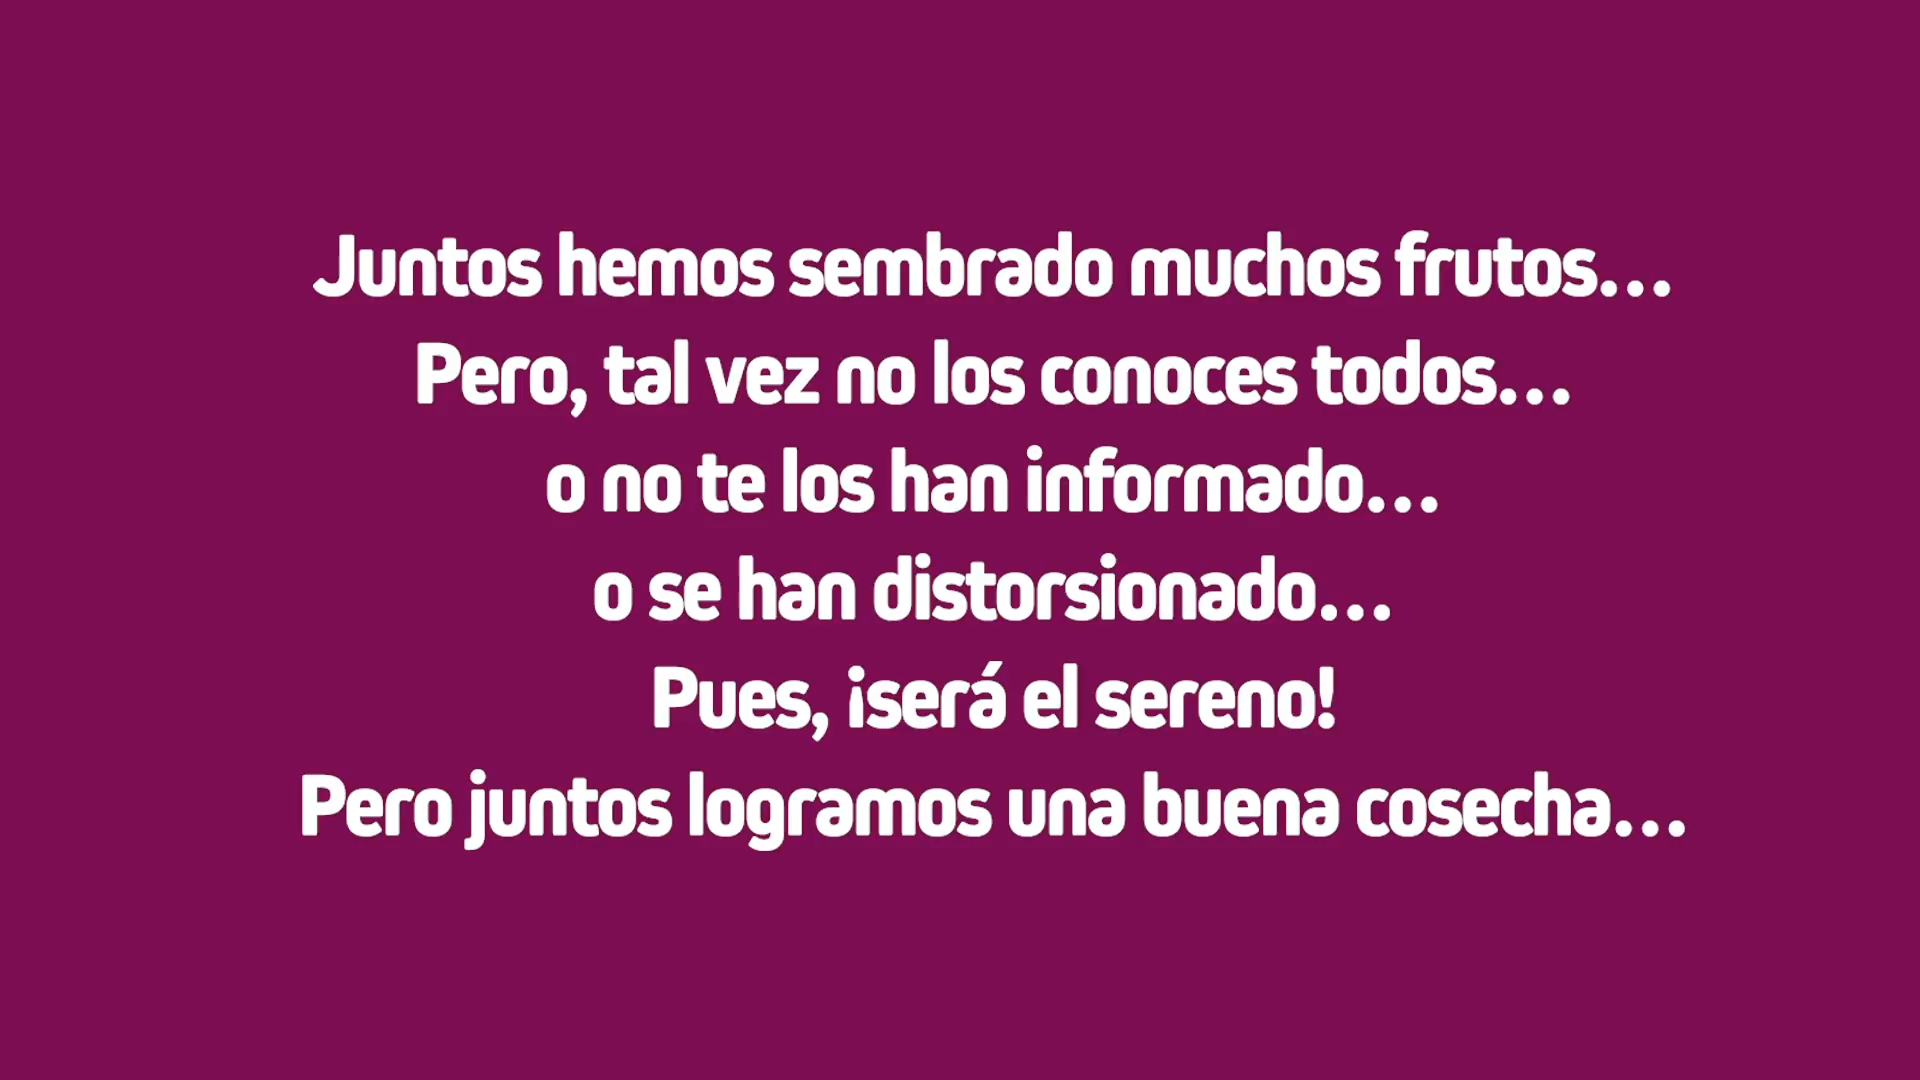 Juntos hemos sembrado muchos frutos...
Pero, tal vez no los conoces todos...
o no te los han informado...
o se han distorsionado...
Pues, ¡será el sereno!
Pero juntos logramos una buena cosecha...